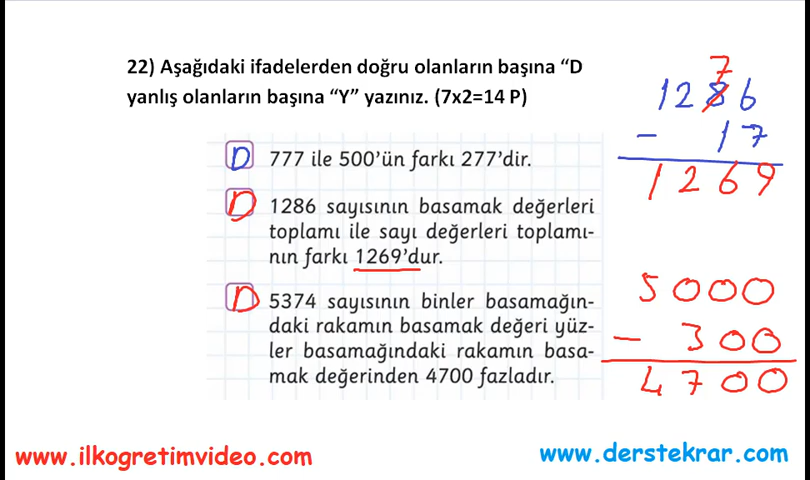 22) Aşağıdaki ifadelerden doğru olanların başına “D
yanlış olanların başına “Y” yazınız. (7x2=14 P)
D 777 ile 500’ün farkı 277’dir.
D 1286 sayısının basamak değerleri
toplamı ile sayı değerleri toplamı-
nın farkı 1269’dur.
D 5374 sayısının binler basamağın-
daki rakamın basamak değeri yüz-
ler basamağındaki rakamın basa-
mak değerinden 4700 fazladır.
7
1286
- 17
1269
5000
- 300
4700
www.ilkogretimvideo.com
www.derstekrar.com